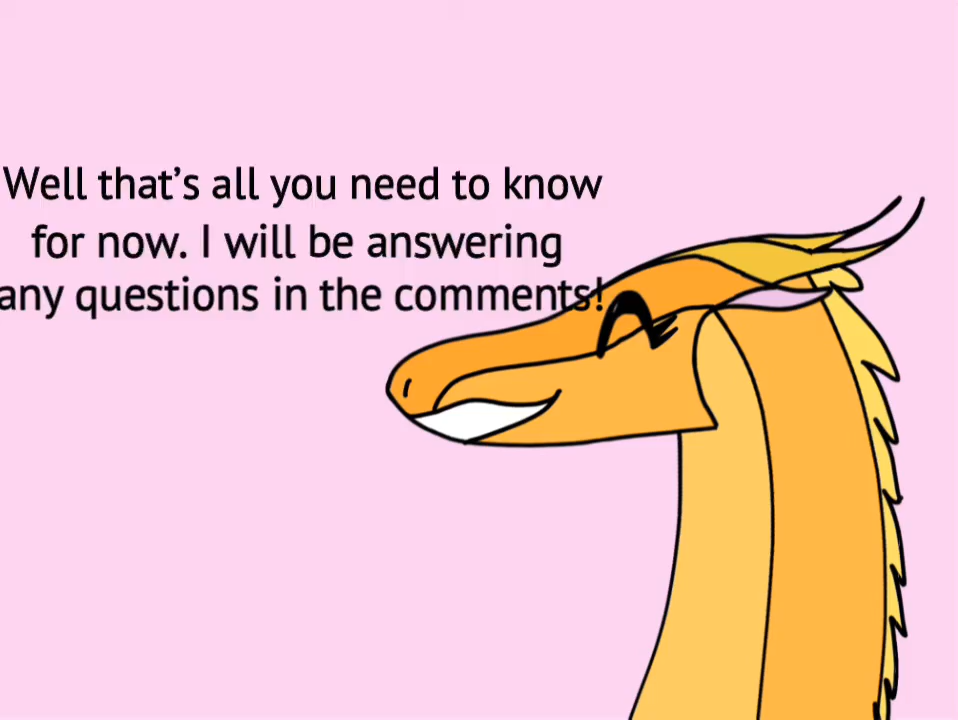 Well that's all you need to know
for now. I will be answering
any questions in the comments!